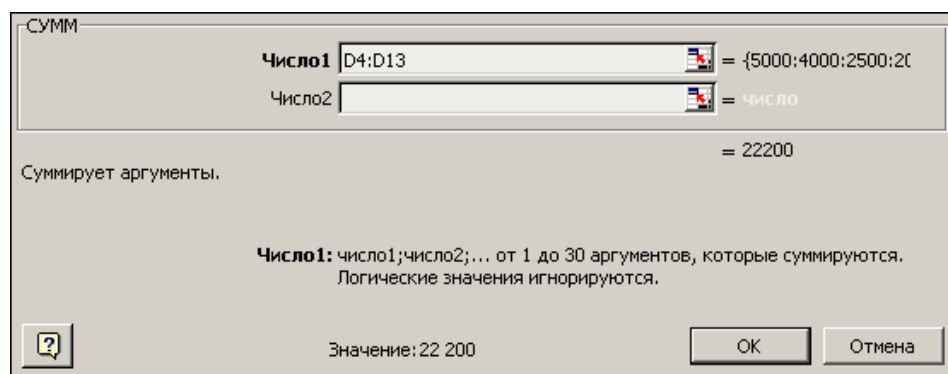 СУММ
Число1 D4:D13 = {5000:4000:2500:20
Число2 = число
= 22200
Суммирует аргументы.
Число1: число1;число2;... от 1 до 30 аргументов, которые суммируются.
Логические значения игнорируются.
Значение:22 200 OK Отмена